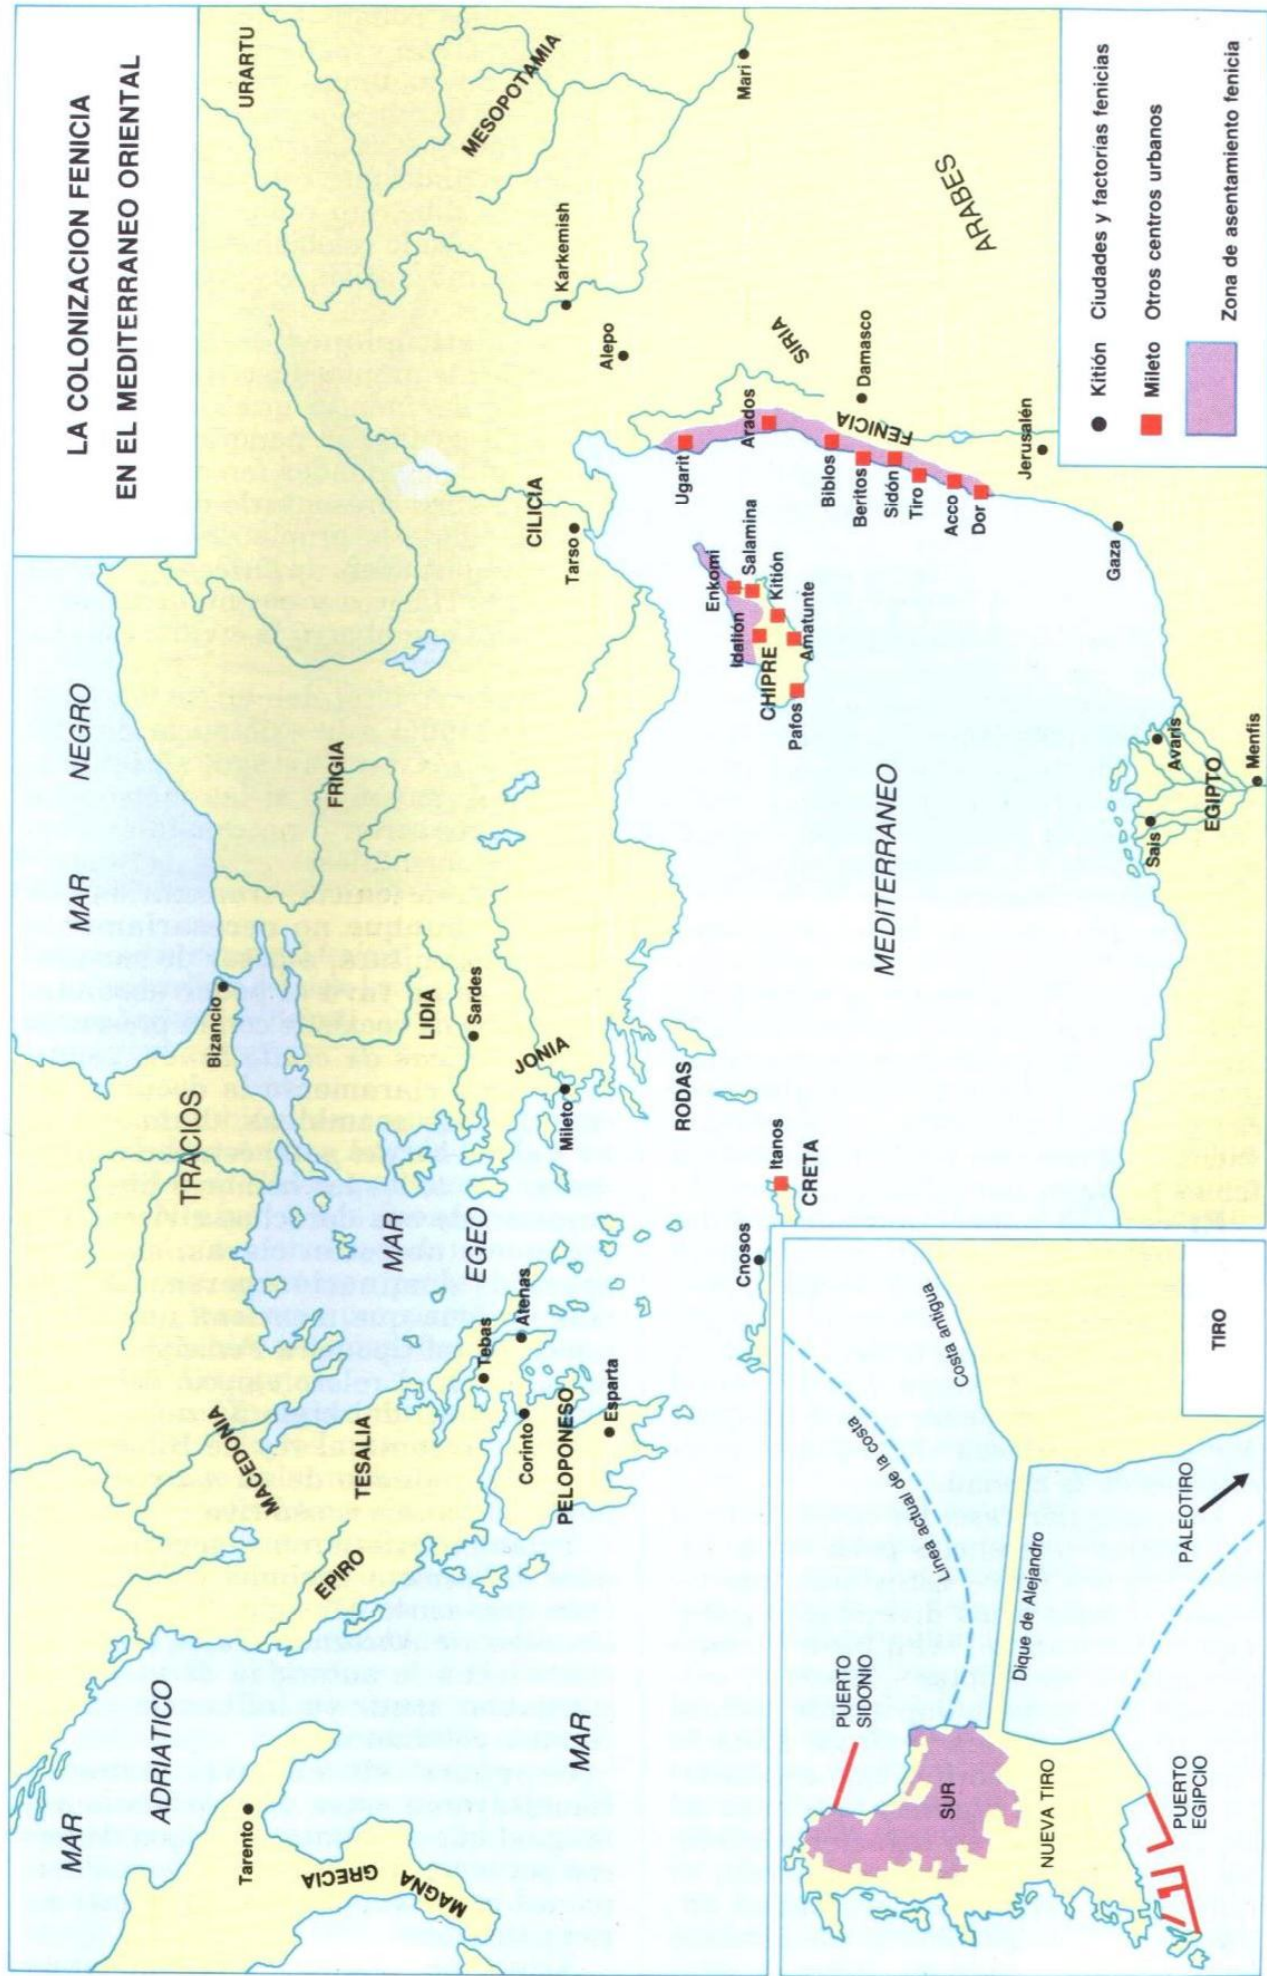 LA COLONIZACION FENICIA
EN EL MEDITERRANEO ORIENTAL
MAR NEGRO
URARTU
MESOPOTAMIA
Mari
Karkemish
Alepo
SIRIA
Damasco
ARABES
FENICIA
Ugarit
Arados
Biblos
Beritos
Sidón
Tiro
Acco
Dor
Jerusalén
Gaza
CILICIA
Tarso
Enkomi
Salamina
Kitión
Idalión
Amatunte
CHIPRE
Pafos
FRIGIA
Bizancio
LIDIA
Sardes
JONIA
Mileto
RODAS
MEDITERRANEO
Avaris
Sais
EGIPTO
Menfis
TRACIOS
MAR
EGEO
Itanos
CRETA
Cnosos
Atenas
Tebas
Corinto
PELOPONESO
Esparta
MACEDONIA
TESALIA
EPIRO
MAR
ADRIATICO
MAR
Tarento
MAGNA
GRECIA
Kitión Ciudades y factorías fenicias
Mileto Otros centros urbanos
Zona de asentamiento fenicia
Costa antigua
Línea actual de la costa
Dique de Alejandro
PUERTO
SIDONIO
SUR
NUEVA TIRO
PUERTO
EGIPCIO
PALEOTIRO
TIRO